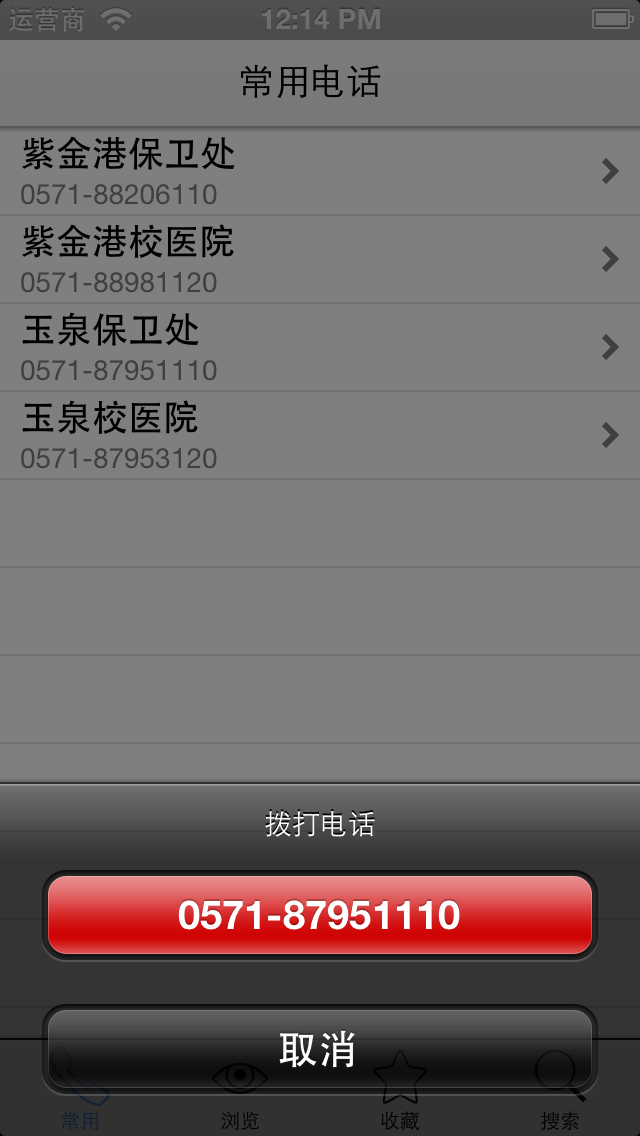 运营商 12:14 PM
常用电话
紫金港保卫处
0571-88206110
紫金港校医院
0571-88981120
玉泉保卫处
0571-87951110
玉泉校医院
0571-87953120
拨打电话
0571-87951110
取消
常用 浏览 收藏 搜索